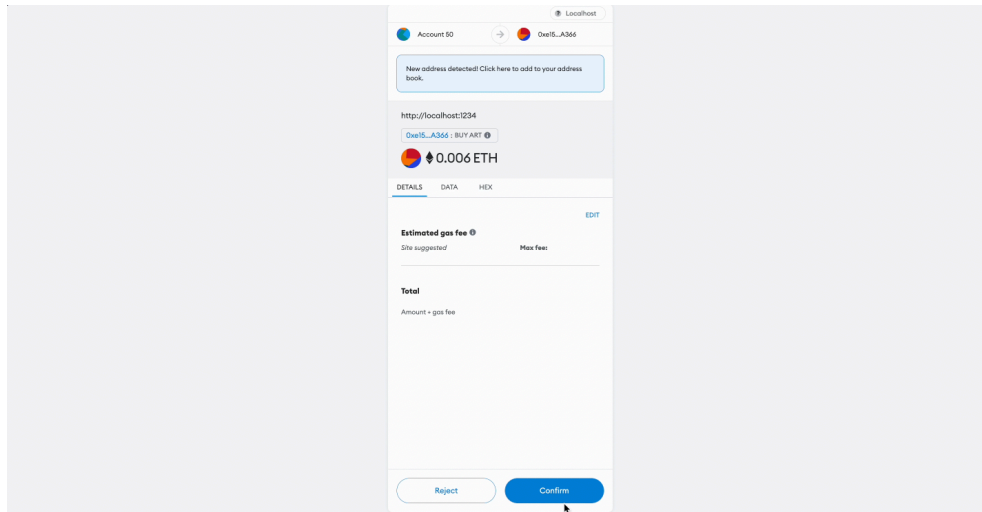 Localhost
Account 50
0xe15...A366
New address detected! Click here to add to your address
book.
http://localhost:1234
0xe15...A366 : BUY ART
0.006 ETH
DETAILS DATA HEX
EDIT
Estimated gas fee
Site suggested Max fee:
Total
Amount + gas fee
Reject Confirm